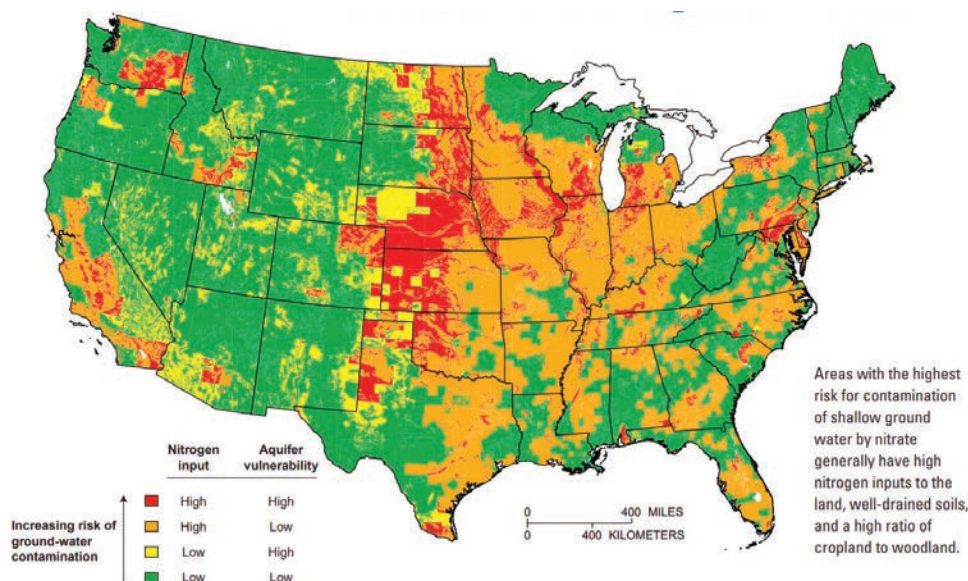 Areas with the highest
risk for contamination
of shallow ground
water by nitrate
generally have high
nitrogen inputs to the
land, well-drained soils,
and a high ratio of
cropland to woodland.
Nitrogen input Aquifer vulnerability
High High
High Low
Low High
Low Low
Increasing risk of
ground-water
contamination
0 400 MILES
0 400 KILOMETERS